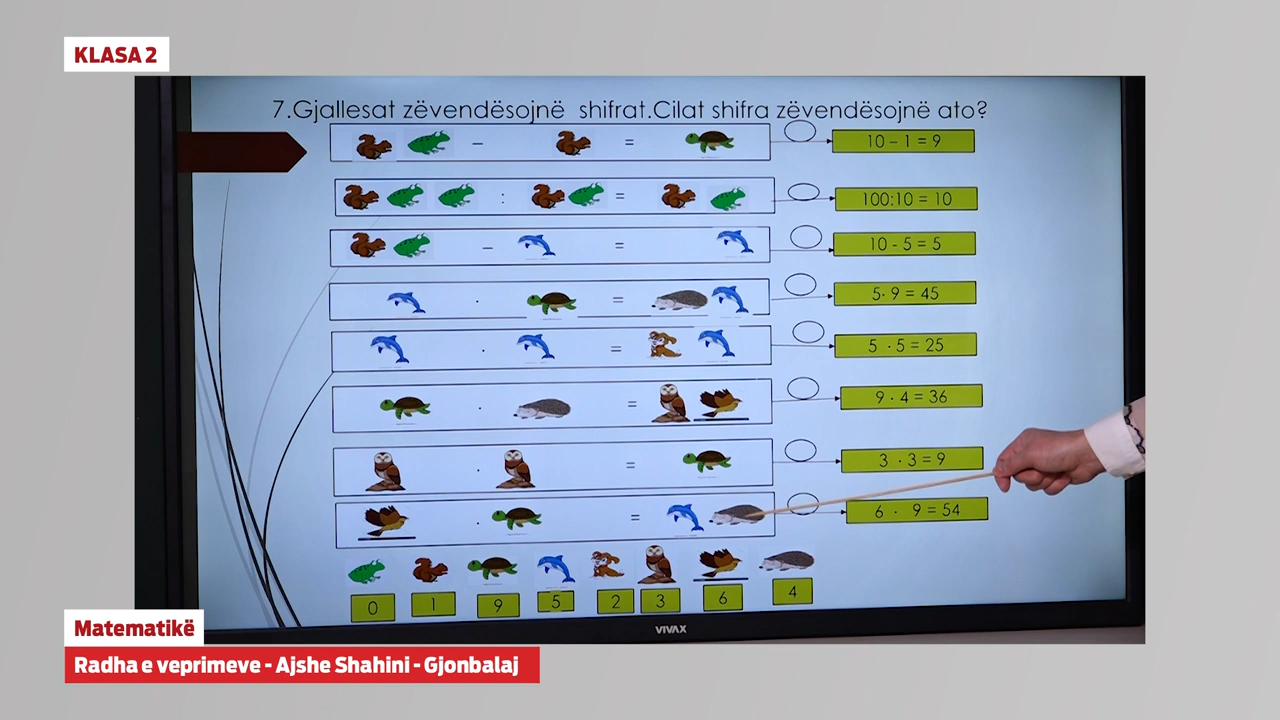 KLASA 2
7.Gjallesat zëvendësojnë shifrat.Cilat shifra zëvendësojnë ato?
- = 10 – 1 = 9
: = 100:10 = 10
– = 10 - 5 = 5
· = 5· 9 = 45
· = 5 · 5 = 25
· = 9 · 4 = 36
· = 3 · 3 = 9
· = 6 · 9 = 54
0 1 9 5 2 3 6 4
VIVAX
Matematikë
Radha e veprimeve - Ajshe Shahini - Gjonbalaj